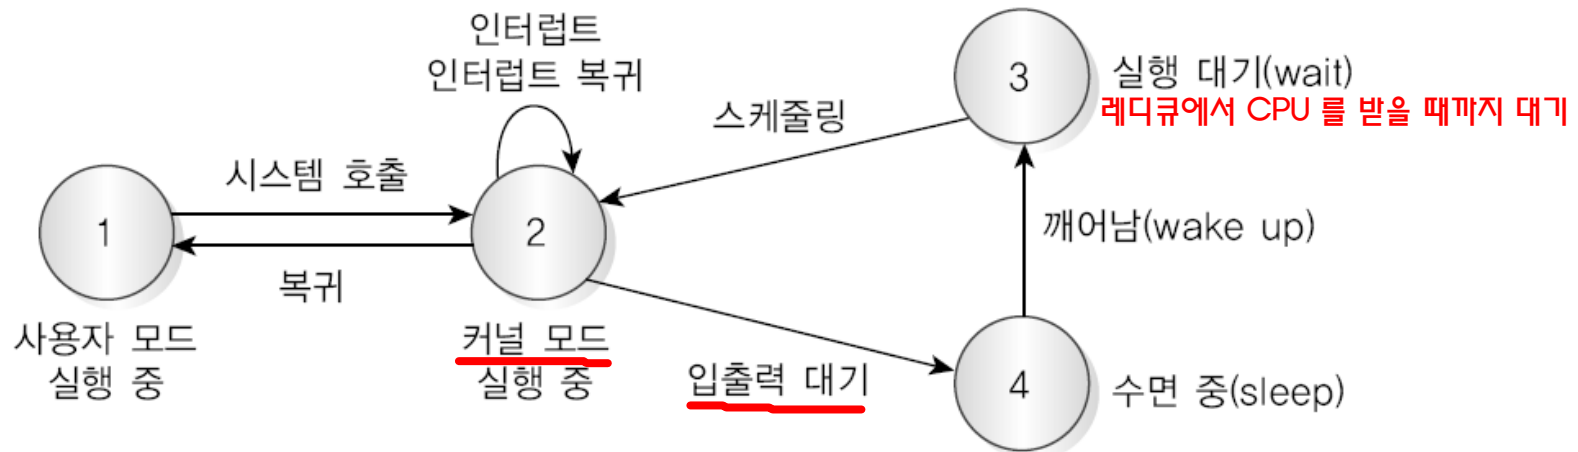 인터럽트
인터럽트 복귀
3
실행 대기(wait)
레디큐에서 CPU 를 받을 때까지 대기
스케줄링
시스템 호출
1
2
깨어남(wake up)
복귀
사용자 모드
실행 중
커널 모드
실행 중
입출력 대기
4
수면 중(sleep)